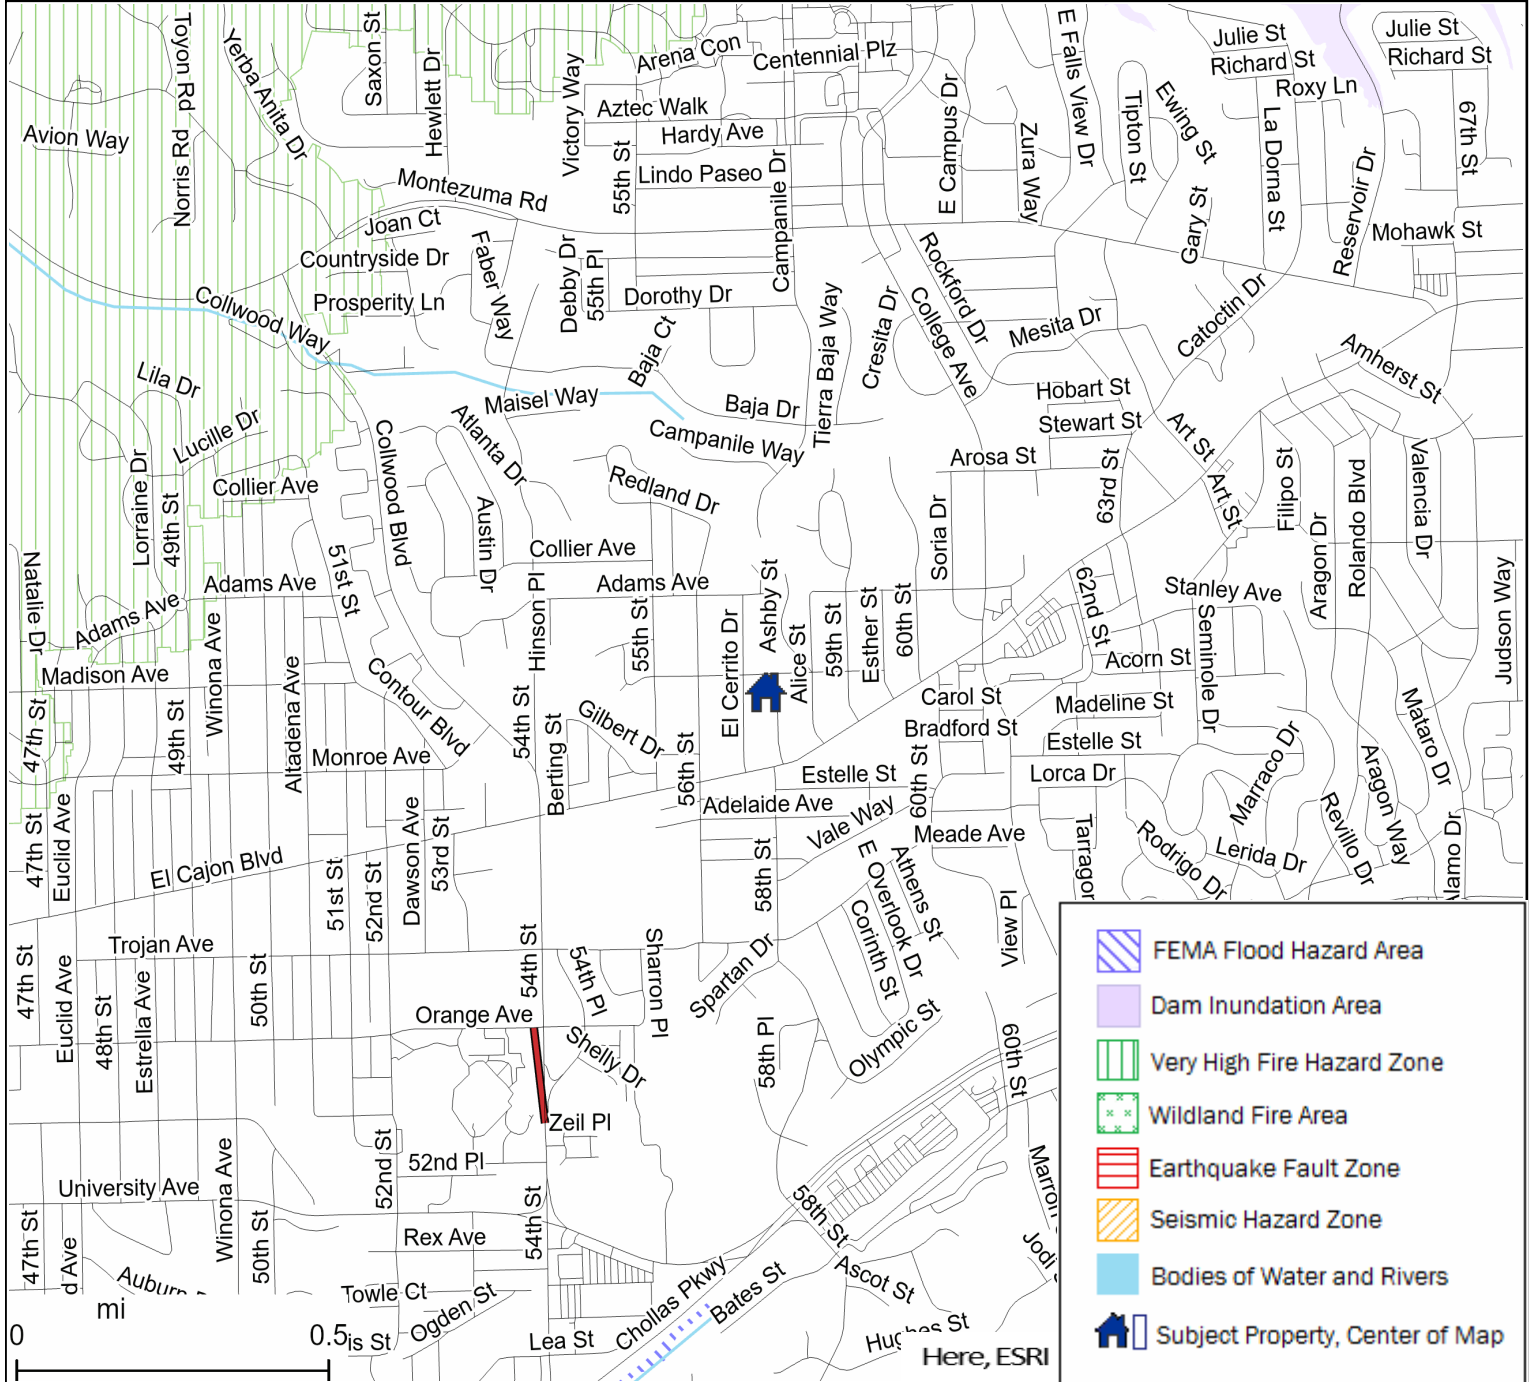 Toyon Rd
Yerba Anita Dr
Saxon St
Hewlett Dr
Victory Way
Arena Con
Centennial Plz
E Falls View Dr
Julie St
Richard St
Julie St
Richard St
Roxy Ln
Avion Way
Norris Rd
Aztec Walk
Hardy Ave
Lindo Paseo
55th St
Campanile Dr
E Campus Dr
Zura Way
Tipton St
Ewing St
La Dorna St
67th St
Reservoir Dr
Montezuma Rd
Joan Ct
Countryside Dr
Prosperity Ln
Collwood Way
Faber Way
Debby Dr
55th Pl
Dorothy Dr
Baja Ct
Tierra Baja Way
Cresita Dr
Rockford Dr
College Ave
Gary St
Mohawk St
Mesita Dr
Catoctin Dr
Amherst St
Lila Dr
Lucille Dr
Maisel Way
Baja Dr
Campanile Way
Hobart St
Stewart St
Arosa St
Art St
Art St
Lorraine Dr
49th St
Collier Ave
Collwood Blvd
Atlanta Dr
Austin Dr
Redland Dr
Collier Ave
Soria Dr
63rd St
Filipo St
Aragon Dr
Rolando Blvd
Valencia Dr
Natalie Dr
Adams Ave
Adams Ave
51st St
Hinson Pl
Adams Ave
55th St
Ashby St
El Cerrito Dr
Alice St
59th St
Esther St
60th St
62nd St
Stanley Ave
Seminole Dr
Judson Way
Madison Ave
Winona Ave
Altadena Ave
Contour Blvd
Acorn St
Carol St
Bradford St
Madeline St
Estelle St
Lorca Dr
47th St
49th St
Monroe Ave
54th St
Berting St
Gilbert Dr
56th St
Estelle St
Adelaide Ave
Vale Way
60th St
Meade Ave
Marraco Dr
Mataro Dr
Aragon Way
Revillo Dr
47th St
Euclid Ave
El Cajon Blvd
51st St
52nd St
Dawson Ave
53rd St
58th St
E Overlook Dr
Athens St
Corinth St
View Pl
Tarragor
Rodrigo Dr
Lerida Dr
lamo Dr
47th St
Euclid Ave
Trojan Ave
48th St
Estrella Ave
50th St
54th St
54th Pl
Sharron Pl
Spartan Dr
Orange Ave
Shelly Dr
58th Pl
Olympic St
60th St
Zeil Pl
52nd Pl
52nd St
University Ave
Winona Ave
47th St
d Ave
50th St
Rex Ave
54th St
58th St
Marron
Jodi
Auburn
Towle Ct
Ogden St
is St
Lea St
Chollas Pkwy
Bates St
Ascot St
Hughes St
mi
0
0.5
Here, ESRI
FEMA Flood Hazard Area
Dam Inundation Area
Very High Fire Hazard Zone
Wildland Fire Area
Earthquake Fault Zone
Seismic Hazard Zone
Bodies of Water and Rivers
Subject Property, Center of Map